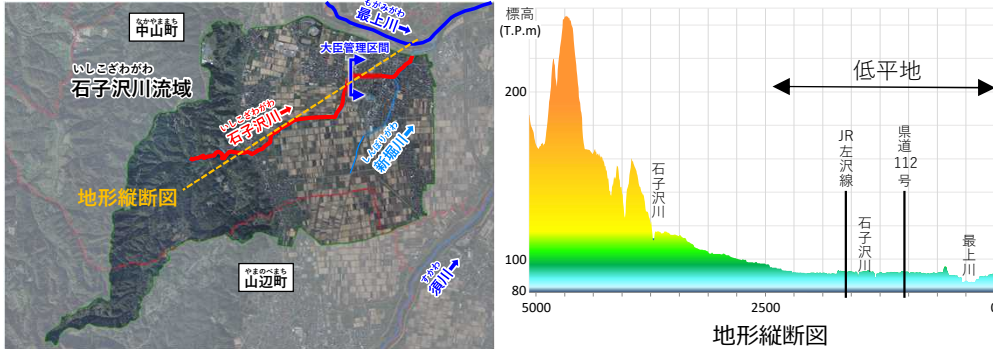 なかやままち
中山町
もがみがわ
最上川
大臣管理区間
いしこざわがわ
石子沢川流域
いしこざわがわ
石子沢川
しんぼりがわ
新堀川
地形縦断図
やまのべまち
山辺町
すかわ
須川
標高
(T.P.m)
200
100
80
低平地
石子沢川
JR左沢線
石子沢川
県道112号
最上川
5000
2500
0
地形縦断図